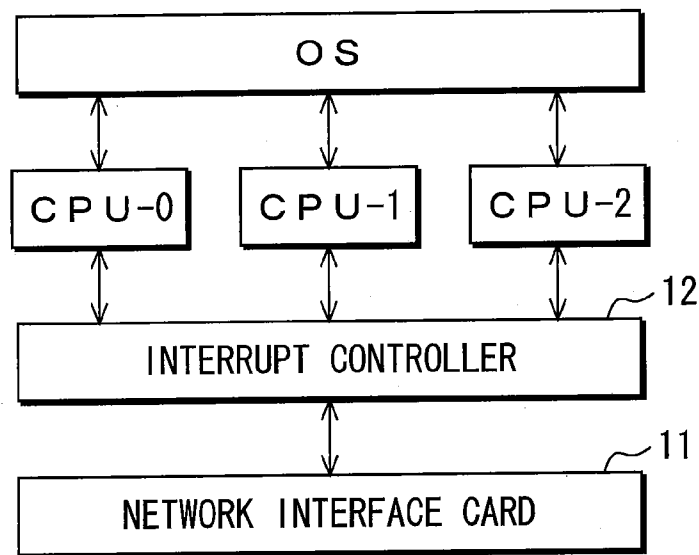 OS
CPU-0
CPU-1
CPU-2
12
INTERRUPT CONTROLLER
11
NETWORK INTERFACE CARD